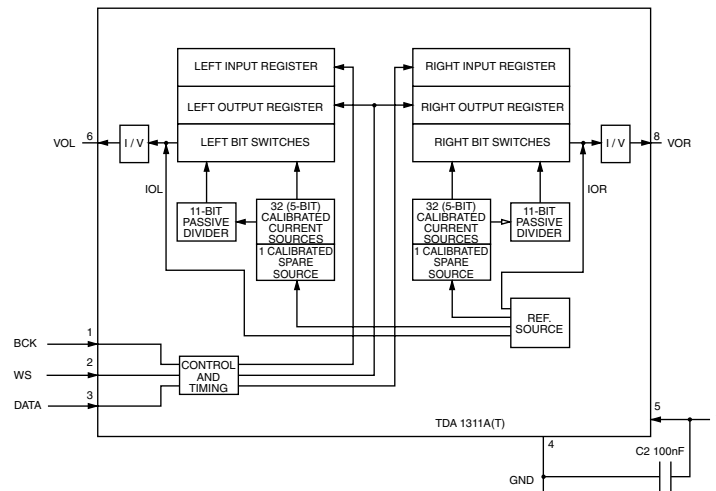 LEFT INPUT REGISTER
RIGHT INPUT REGISTER
LEFT OUTPUT REGISTER
RIGHT OUTPUT REGISTER
VOL
6
I / V
LEFT BIT SWITCHES
RIGHT BIT SWITCHES
I / V
8
VOR
IOL
IOR
11-BIT
PASSIVE
DIVIDER
32 (5-BIT)
CALIBRATED
CURRENT
SOURCES
1 CALIBRATED
SPARE
SOURCE
32 (5-BIT)
CALIBRATED
CURRENT
SOURCES
1 CALIBRATED
SPARE
SOURCE
11-BIT
PASSIVE
DIVIDER
REF.
SOURCE
BCK
1
WS
2
DATA
3
CONTROL
AND
TIMING
TDA 1311A(T)
5
4
C2 100nF
GND